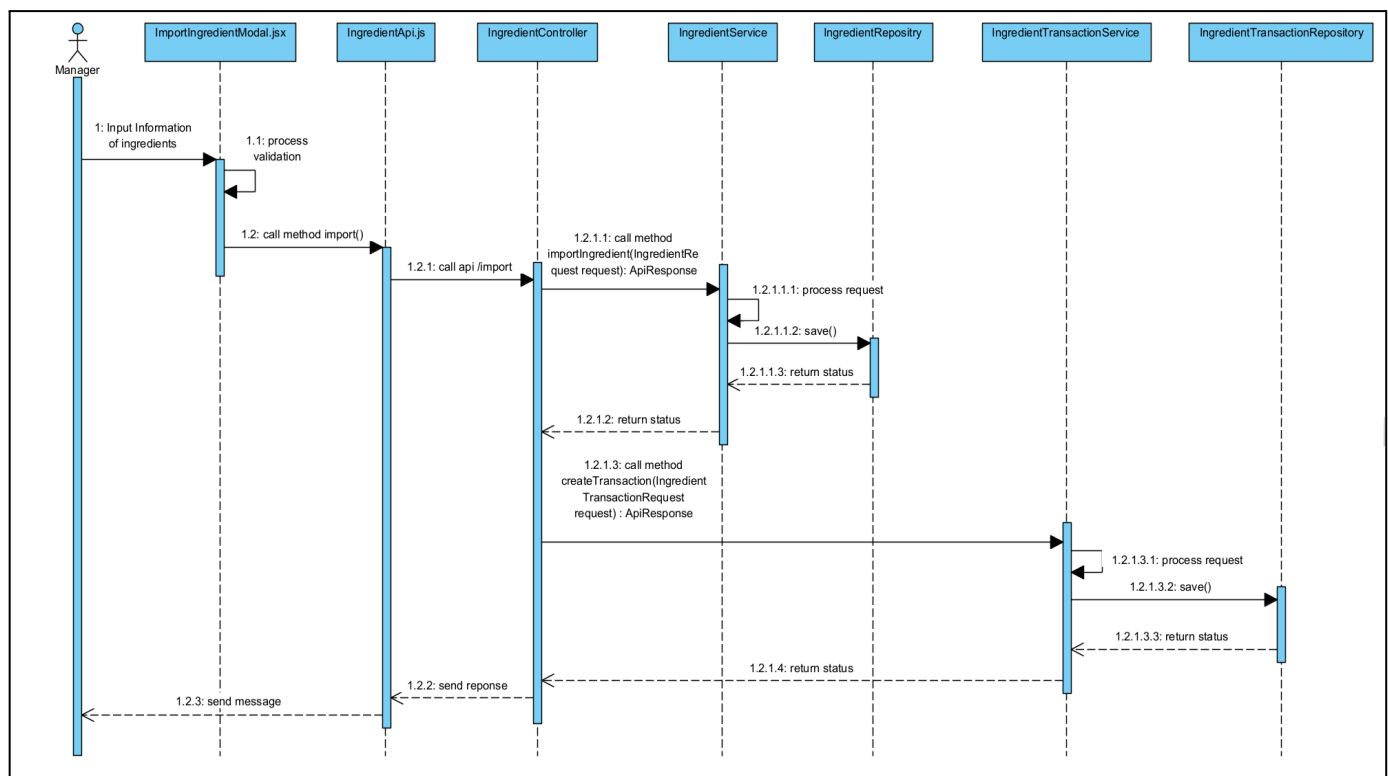 ImportIngredientModal.jsx
IngredientApi.js
IngredientController
IngredientService
IngredientRepositry
IngredientTransactionService
IngredientTransactionRepository
Manager
1: Input Information
of ingredients
1.1: process
validation
1.2: call method import()
1.2.1: call api /import
1.2.1.1: call method
importIngredient(IngredientRe
quest request): ApiResponse
1.2.1.1.1: process request
1.2.1.1.2: save()
1.2.1.1.3: return status
1.2.1.2: return status
1.2.1.3: call method
createTransaction(Ingredient
TransactionRequest
request) : ApiResponse
1.2.1.3.1: process request
1.2.1.3.2: save()
1.2.1.3.3: return status
1.2.1.4: return status
1.2.2: send reponse
1.2.3: send message